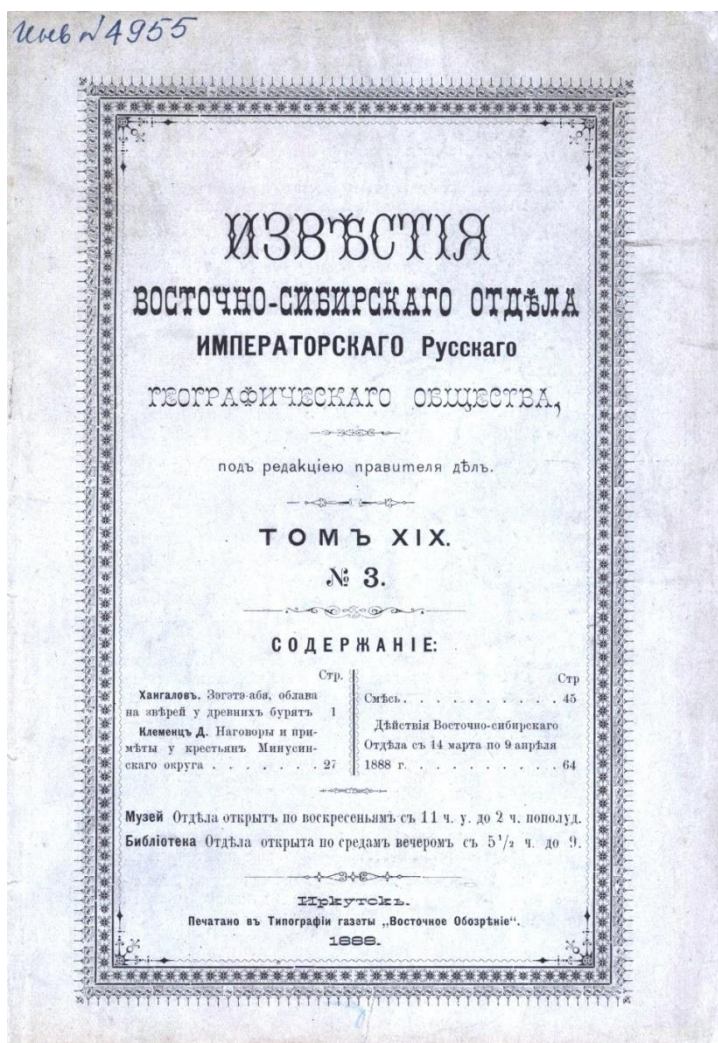 Инв №4955
ИЗВѢСТІЯ
ВОСТОЧНО-СИБИРСКАГО ОТДѢЛА
ИМПЕРАТОРСКАГО Русскаго
ГЕОГРАФИЧЕСКАГО ОБЩЕСТВА,
подъ редакціею правителя дѣлъ.
ТОМЪ XIX.
№ 3.
СОДЕРЖАНІЕ:
Стр.
Хангаловъ. Зэгэтэ-аба, облава
на звѣрей у древнихъ бурятъ 1
Клеменцъ Д. Наговоры и при-
мѣты у крестьянъ Минусин-
скаго округа . . . . . . . 27
Стр
Смѣсь. . . . . . . . . . . 45
Дѣйствія Восточно-сибирскаго
Отдѣла съ 14 марта по 9 апрѣля
1888 г. . . . . . . . . . . 64
Музей Отдѣла открытъ по воскресеньямъ съ 11 ч. у. до 2 ч. пополуд.
Библіотека Отдѣла открыта по средамъ вечеромъ съ 5 1/2 ч. до 9.
Иркутскъ.
Печатано въ Типографіи газеты „Восточное Обозрѣніе“.
1888.